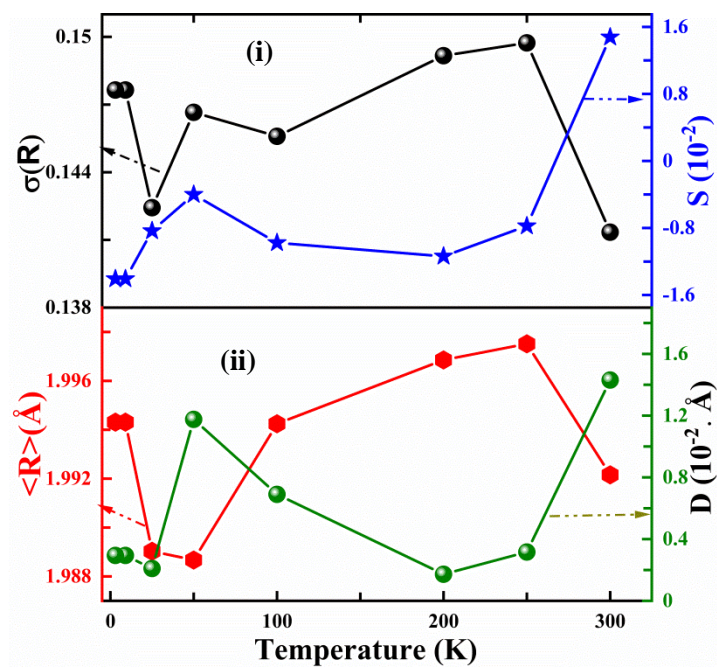 (i)
0.15
0.144
0.138
σ(R)
1.6
0.8
0
-0.8
-1.6
S (10⁻²)
(ii)
1.996
1.992
1.988
<R>(Å)
1.6
1.2
0.8
0.4
0
D (10⁻². Å)
0 100 200 300
Temperature (K)